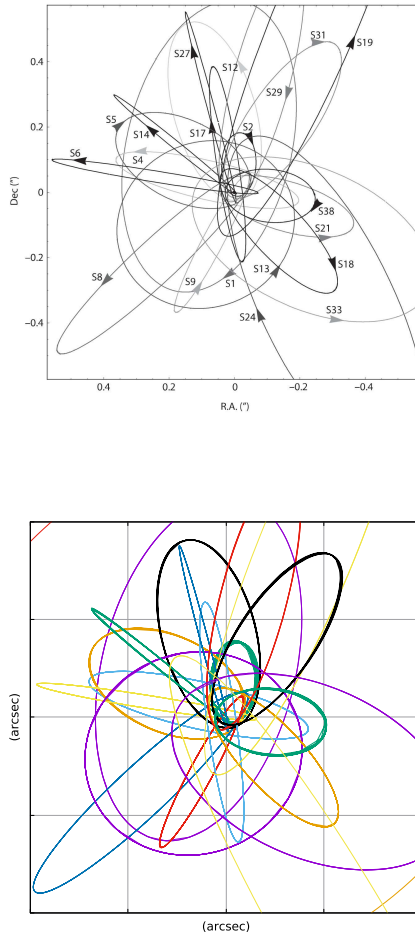 S31
S19
S27
S12
S29
S5
S14
S17
S2
S6
S4
S38
S21
S18
S8
S9
S1
S13
S24
S33
0.4
0.2
0
−0.2
−0.4
Dec (")
0.4 0.2 0 −0.2 −0.4
R.A. (")
(arcsec)
(arcsec)